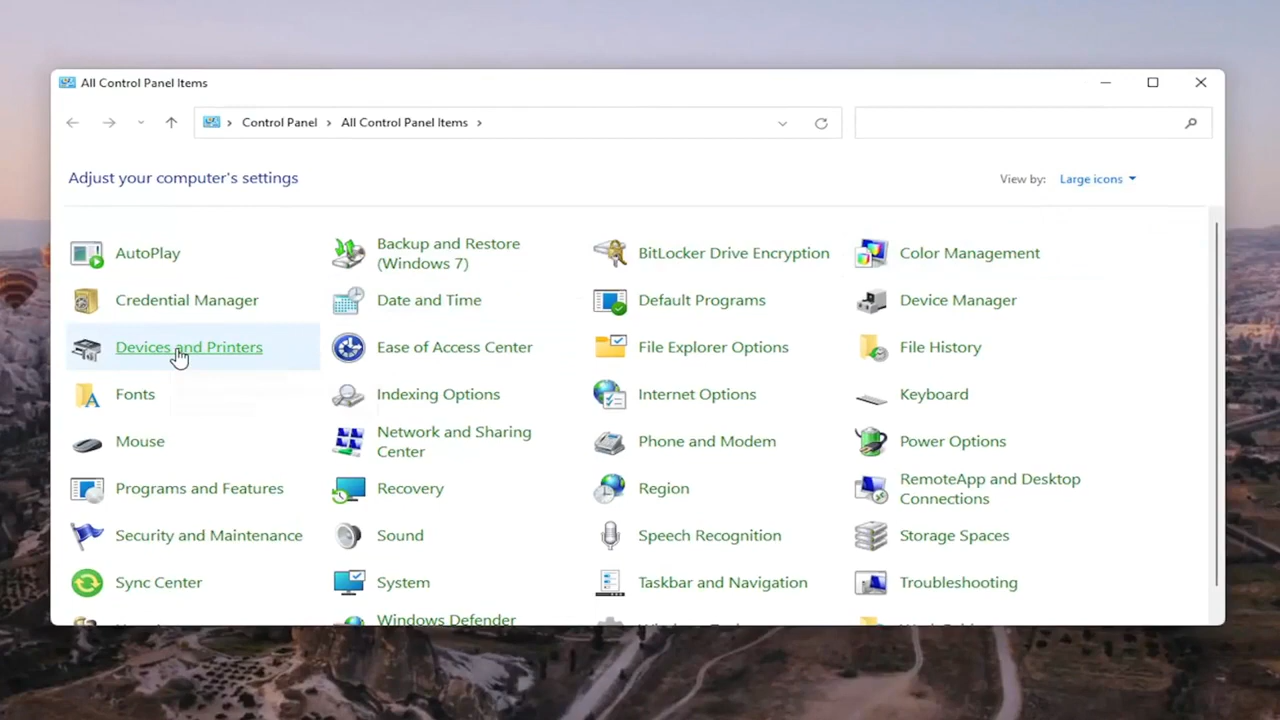 All Control Panel Items
Control Panel > All Control Panel Items >
Adjust your computer's settings
View by: Large icons
AutoPlay
Backup and Restore
(Windows 7)
BitLocker Drive Encryption
Color Management
Credential Manager
Date and Time
Default Programs
Device Manager
Devices and Printers
Ease of Access Center
File Explorer Options
File History
Fonts
Indexing Options
Internet Options
Keyboard
Mouse
Network and Sharing
Center
Phone and Modem
Power Options
Programs and Features
Recovery
Region
RemoteApp and Desktop
Connections
Security and Maintenance
Sound
Speech Recognition
Storage Spaces
Sync Center
System
Taskbar and Navigation
Troubleshooting
Windows Defender